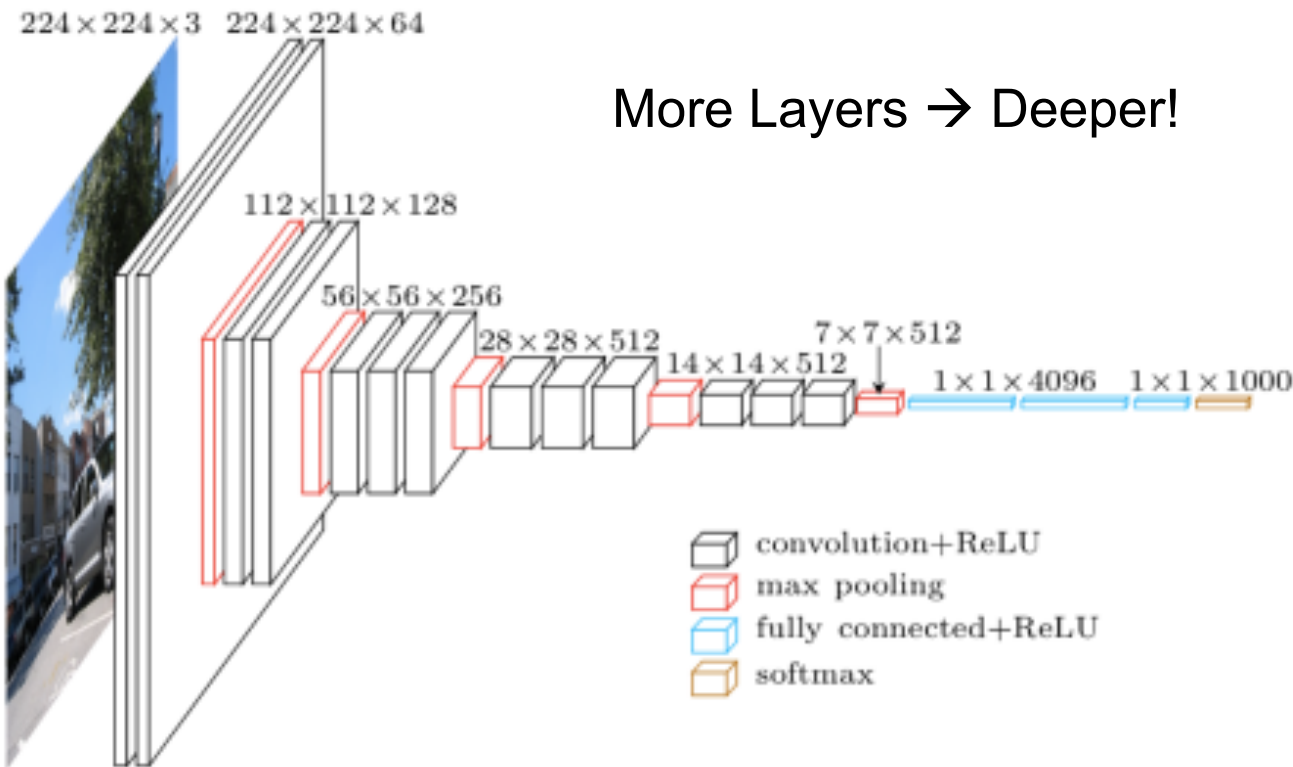 224×224×3 224×224×64
More Layers → Deeper!
112×112×128
56×56×256
28×28×512
14×14×512
7×7×512
1×1×4096 1×1×1000
convolution+ReLU
max pooling
fully connected+ReLU
softmax